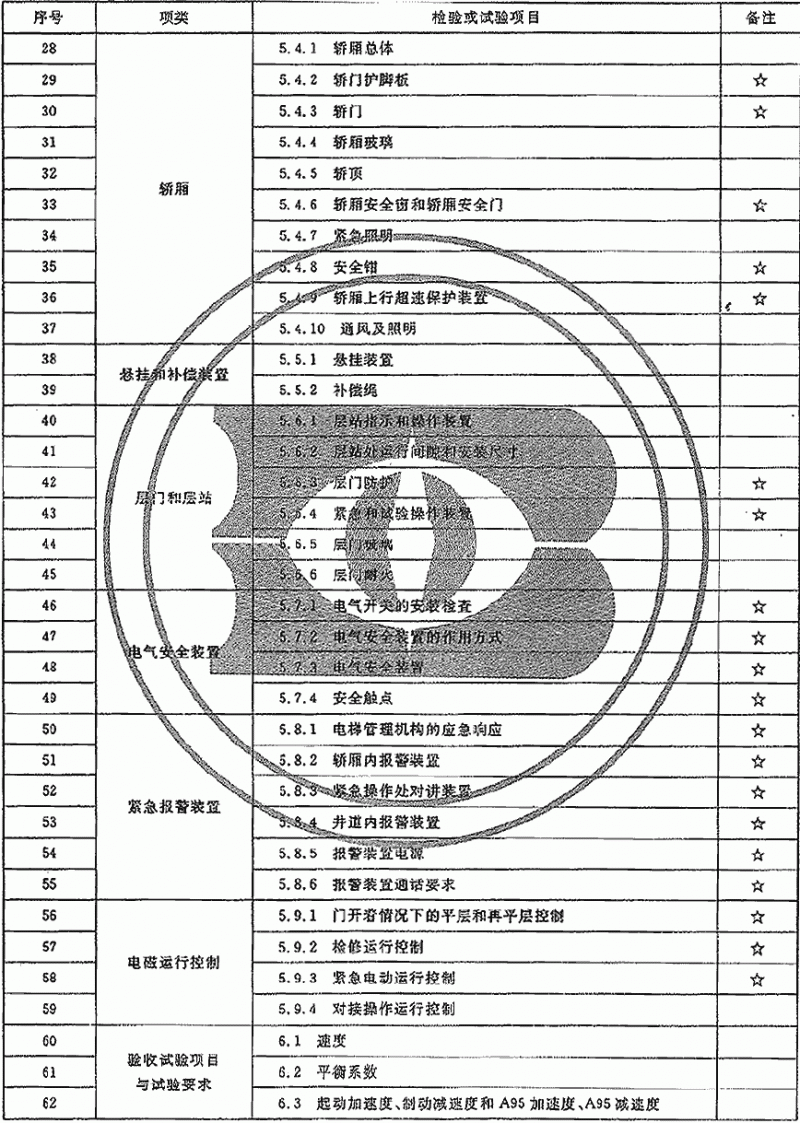 序号 项类 检验或试验项目 备注
28 5.4.1 轿厢总体
29 5.4.2 轿门护脚板 ☆
30 5.4.3 轿门 ☆
31 5.4.4 轿厢玻璃
32 轿厢 5.4.5 轿顶
33 5.4.6 轿厢安全窗和轿厢安全门 ☆
34 5.4.7 紧急照明
35 5.4.8 安全钳 ☆
36 5.4.9 轿厢上行超速保护装置 ☆
37 5.4.10 通风及照明
38 悬挂和补偿装置 5.5.1 悬挂装置
39 5.5.2 补偿绳
40 5.6.1 层站指示和操作装置
41 5.6.2 层站处运行间隙和安装尺寸
42 层门和层站 5.6.3 层门防护 ☆
43 5.6.4 紧急和试验操作装置 ☆
44 5.6.5 层门玻璃
45 5.6.6 层门耐火
46 5.7.1 电气开关的安装检查 ☆
47 电气安全装置 5.7.2 电气安全装置的作用方式 ☆
48 5.7.3 电气安全装置 ☆
49 5.7.4 安全触点 ☆
50 5.8.1 电梯管理机构的应急响应 ☆
51 5.8.2 轿厢内报警装置 ☆
52 紧急报警装置 5.8.3 紧急操作处对讲装置 ☆
53 5.8.4 井道内报警装置 ☆
54 5.8.5 报警装置电源 ☆
55 5.8.6 报警装置通话要求 ☆
56 5.9.1 门开着情况下的平层和再平层控制 ☆
57 电磁运行控制 5.9.2 检修运行控制 ☆
58 5.9.3 紧急电动运行控制 ☆
59 5.9.4 对接操作运行控制
60 6.1 速度
61 验收试验项目
与试验要求 6.2 平衡系数
62 6.3 起动加速度、制动减速度和 A95 加速度、A95 减速度